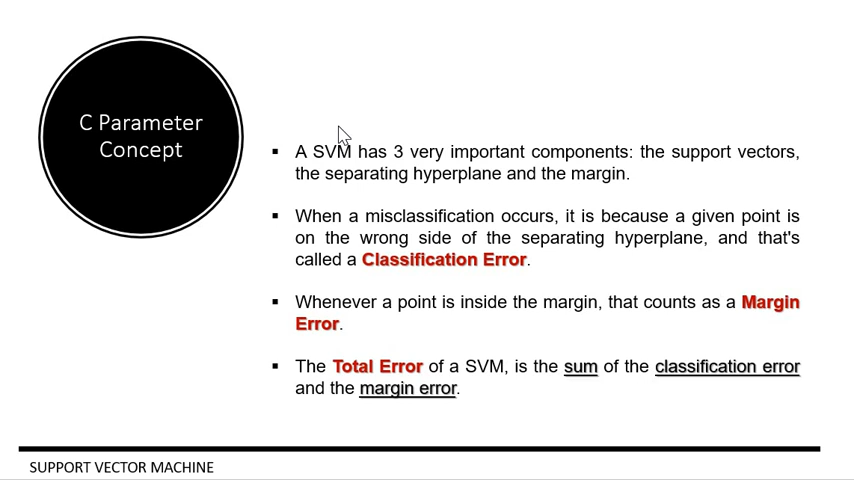 C Parameter
Concept
▪ A SVM has 3 very important components: the support vectors,
the separating hyperplane and the margin.
▪ When a misclassification occurs, it is because a given point is
on the wrong side of the separating hyperplane, and that's
called a Classification Error.
▪ Whenever a point is inside the margin, that counts as a Margin
Error.
▪ The Total Error of a SVM, is the sum of the classification error
and the margin error.
SUPPORT VECTOR MACHINE